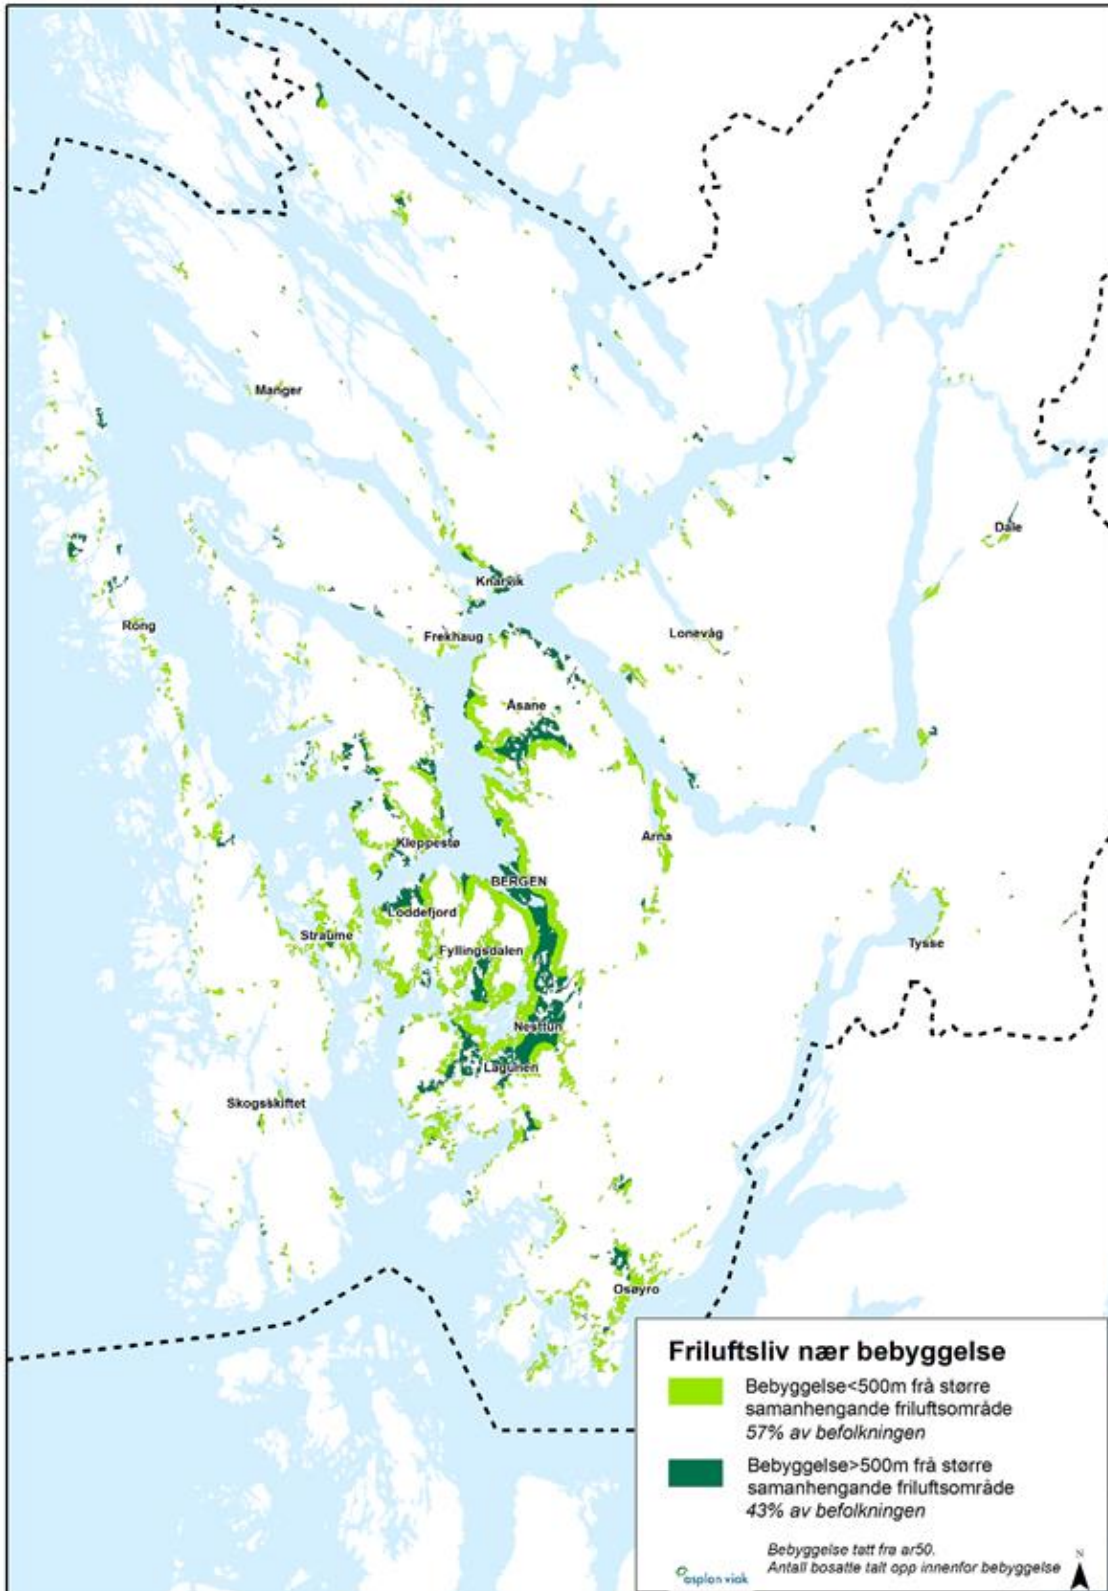 Manger
Dale
Knarvik
Rong
Frekhaug
Lonevåg
Åsane
Arna
Kleppestø
BERGEN
Loddefjord
Straume
Fyllingsdalen
Tysse
Nesttun
Lagunen
Skogsskiftet
Osøyro
Friluftsliv nær bebyggelse
Bebyggelse<500m frå større
samanhengande friluftsområde
57% av befolkningen
Bebyggelse>500m frå større
samanhengande friluftsområde
43% av befolkningen
Bebyggelse tatt fra ar50.
Antall bosatte talt opp innenfor bebyggelse
N
asplan viak